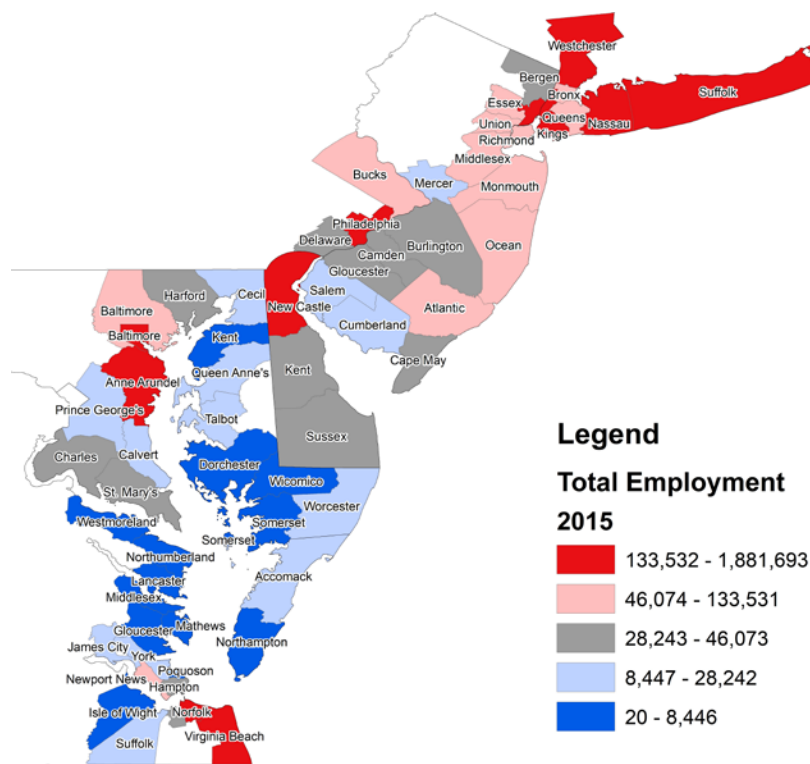 Westchester
Bergen
Suffolk
Bronx
Essex
Queens
Nassau
Union
Kings
Richmond
Middlesex
Bucks
Mercer
Monmouth
Philadelphia
Delaware
Burlington
Ocean
Camden
Gloucester
Harford
Cecil
Salem
New Castle
Baltimore
Atlantic
Cumberland
Baltimore
Kent
Cape May
Queen Anne's
Kent
Anne Arundel
Prince George's
Talbot
Sussex
Charles
Calvert
Dorchester
St. Mary's
Wicomico
Worcester
Westmoreland
Somerset
Somerset
Northumberland
Accomack
Lancaster
Middlesex
Gloucester
Mathews
Northampton
James City
York
Poquoson
Newport News
Hampton
Isle of Wight
Norfolk
Virginia Beach
Suffolk
Legend
Total Employment
2015
133,532 - 1,881,693
46,074 - 133,531
28,243 - 46,073
8,447 - 28,242
20 - 8,446